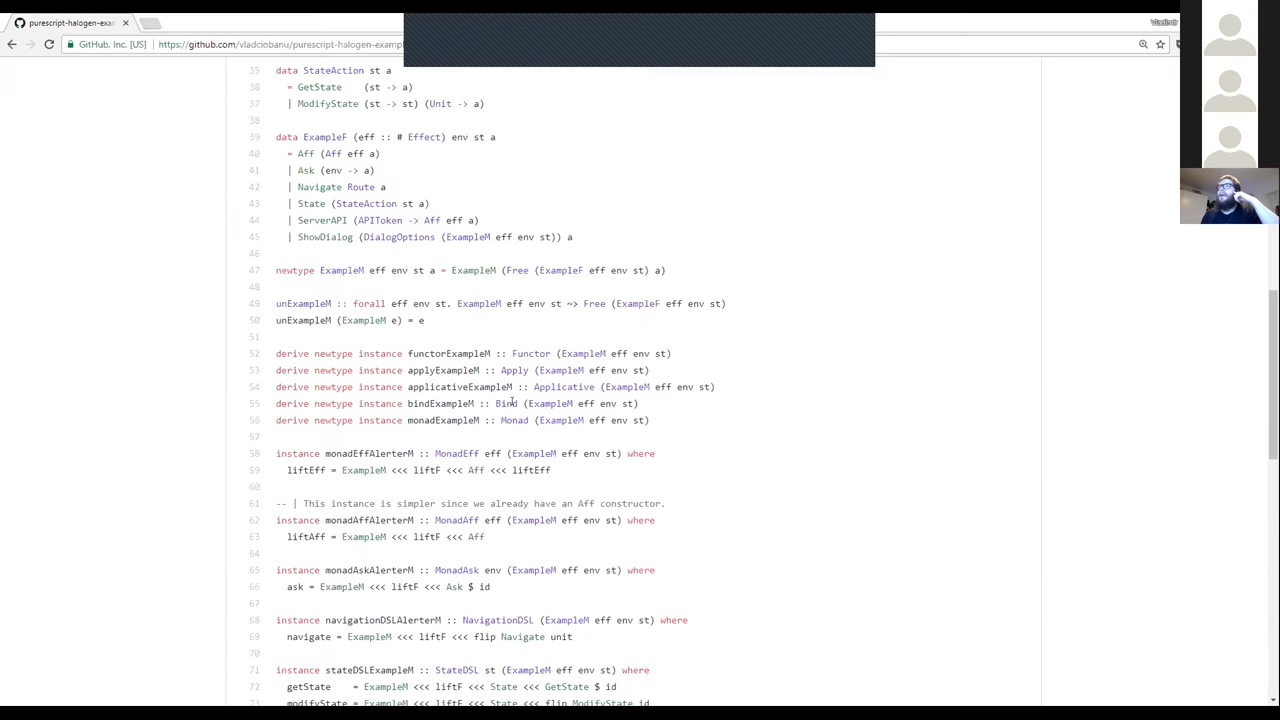 purescript-halogen-exam
Vladimir
GitHub, Inc. [US]
https://github.com/vladciobanu/purescript-halogen-examp
35 data StateAction st a
36 = GetState (st -> a)
37 | ModifyState (st -> st) (Unit -> a)
38
39 data ExampleF (eff :: # Effect) env st a
40 = Aff (Aff eff a)
41 | Ask (env -> a)
42 | Navigate Route a
43 | State (StateAction st a)
44 | ServerAPI (APIToken -> Aff eff a)
45 | ShowDialog (DialogOptions (ExampleM eff env st)) a
46
47 newtype ExampleM eff env st a = ExampleM (Free (ExampleF eff env st) a)
48
49 unExampleM :: forall eff env st. ExampleM eff env st ~> Free (ExampleF eff env st)
50 unExampleM (ExampleM e) = e
51
52 derive newtype instance functorExampleM :: Functor (ExampleM eff env st)
53 derive newtype instance applyExampleM :: Apply (ExampleM eff env st)
54 derive newtype instance applicativeExampleM :: Applicative (ExampleM eff env st)
55 derive newtype instance bindExampleM :: Bind (ExampleM eff env st)
56 derive newtype instance monadExampleM :: Monad (ExampleM eff env st)
57
58 instance monadEffAlerterM :: MonadEff eff (ExampleM eff env st) where
59 liftEff = ExampleM <<< liftF <<< Aff <<< liftEff
60
61 -- | This instance is simpler since we already have an Aff constructor.
62 instance monadAffAlerterM :: MonadAff eff (ExampleM eff env st) where
63 liftAff = ExampleM <<< liftF <<< Aff
64
65 instance monadAskAlerterM :: MonadAsk env (ExampleM eff env st) where
66 ask = ExampleM <<< liftF <<< Ask $ id
67
68 instance navigationDSLAlerterM :: NavigationDSL (ExampleM eff env st) where
69 navigate = ExampleM <<< liftF <<< flip Navigate unit
70
71 instance stateDSLExampleM :: StateDSL st (ExampleM eff env st) where
72 getState = ExampleM <<< liftF <<< State <<< GetState $ id
73 modifyState = ExampleM <<< liftF <<< State <<< flip ModifyState id